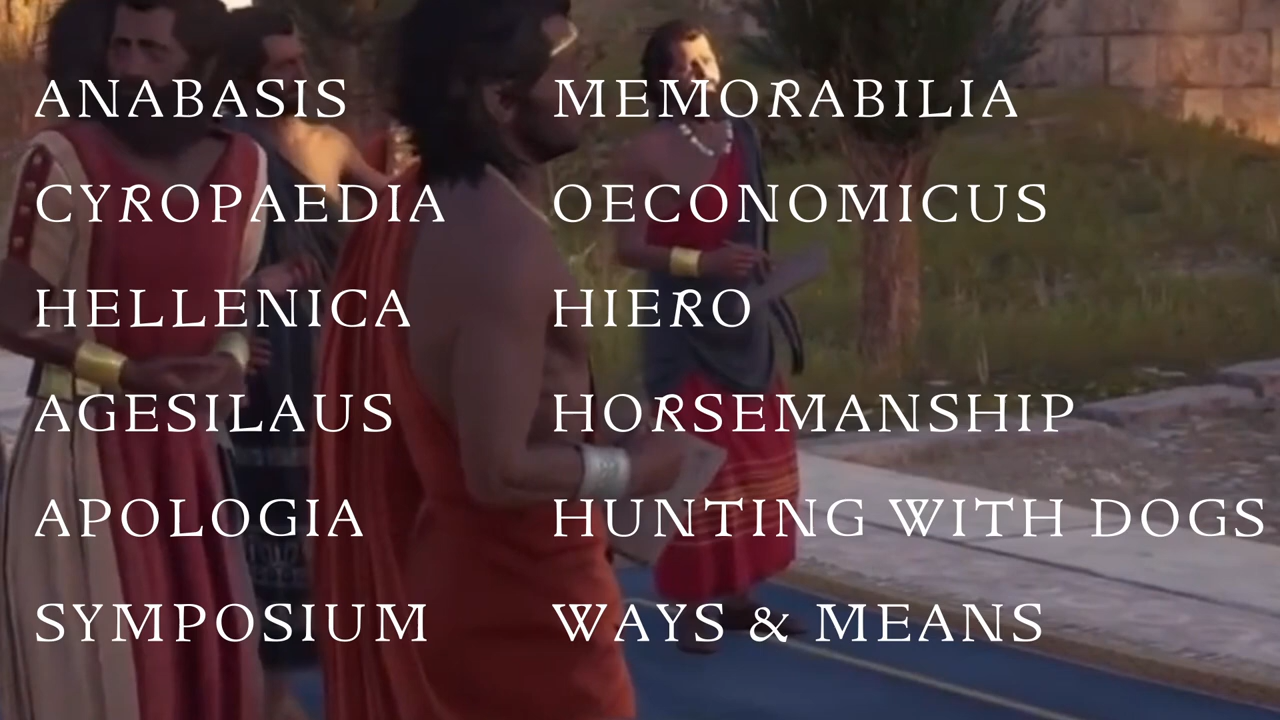 ANABASIS
CYROPAEDIA
HELLENICA
AGESILAUS
APOLOGIA
SYMPOSIUM
MEMORABILIA
OECONOMICUS
HIERO
HORSEMANSHIP
HUNTING WITH DOGS
WAYS & MEANS